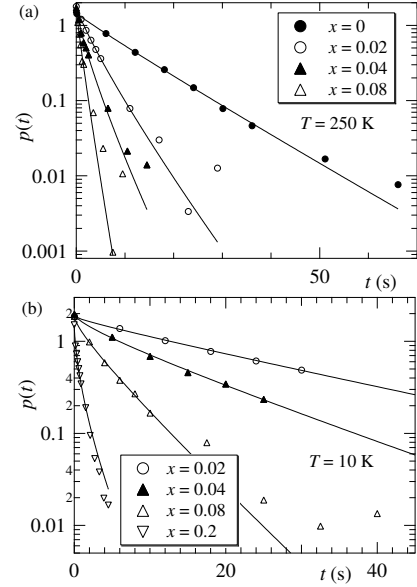 (a)
x = 0
x = 0.02
x = 0.04
x = 0.08
T = 250 K
1
0.1
0.01
0.001
p(t)
0
50
t (s)
(b)
2
1
4
2
0.1
4
2
0.01
p(t)
T = 10 K
x = 0.02
x = 0.04
x = 0.08
x = 0.2
0
20
40
t (s)